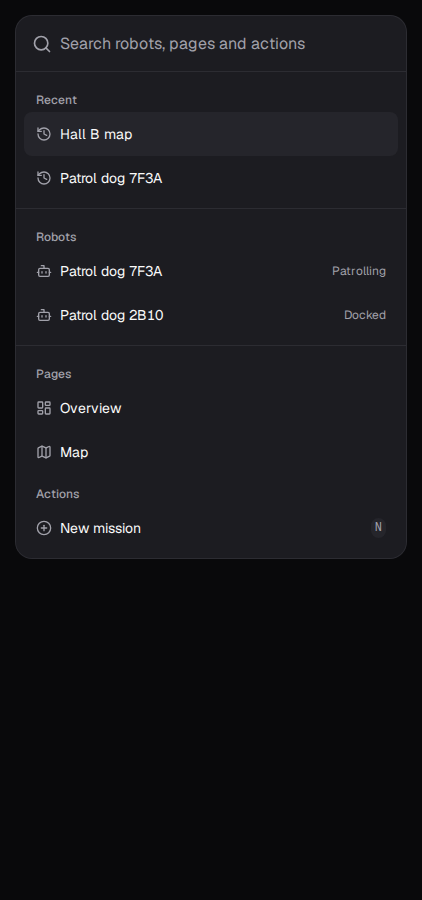 Search robots, pages and actions
Recent
Hall B map
Patrol dog 7F3A
Robots
Patrol dog 7F3A Patrolling
Patrol dog 2B10 Docked
Pages
Overview
Map
Actions
New mission N